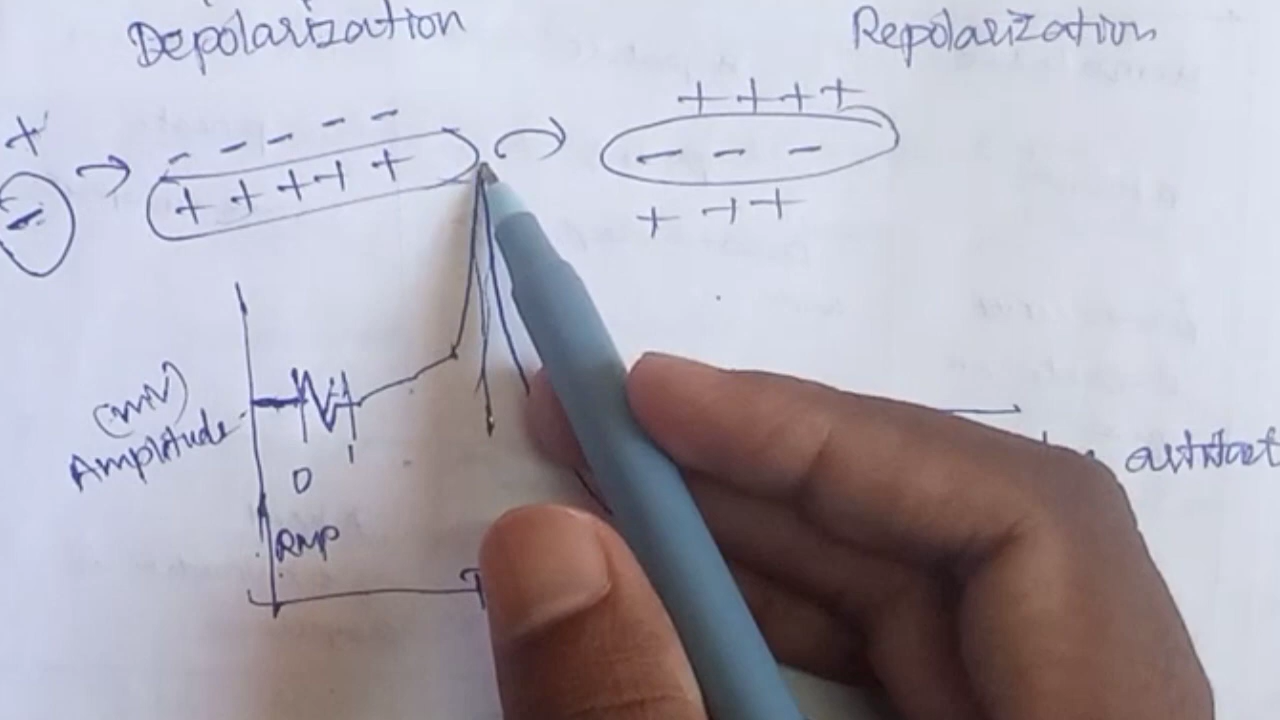 Depolarization
Repolarization
+
- - - - -
+ + + + +
-
+ + + +
- - -
+ + +
(mv)
Amplitude
0
1
RMP